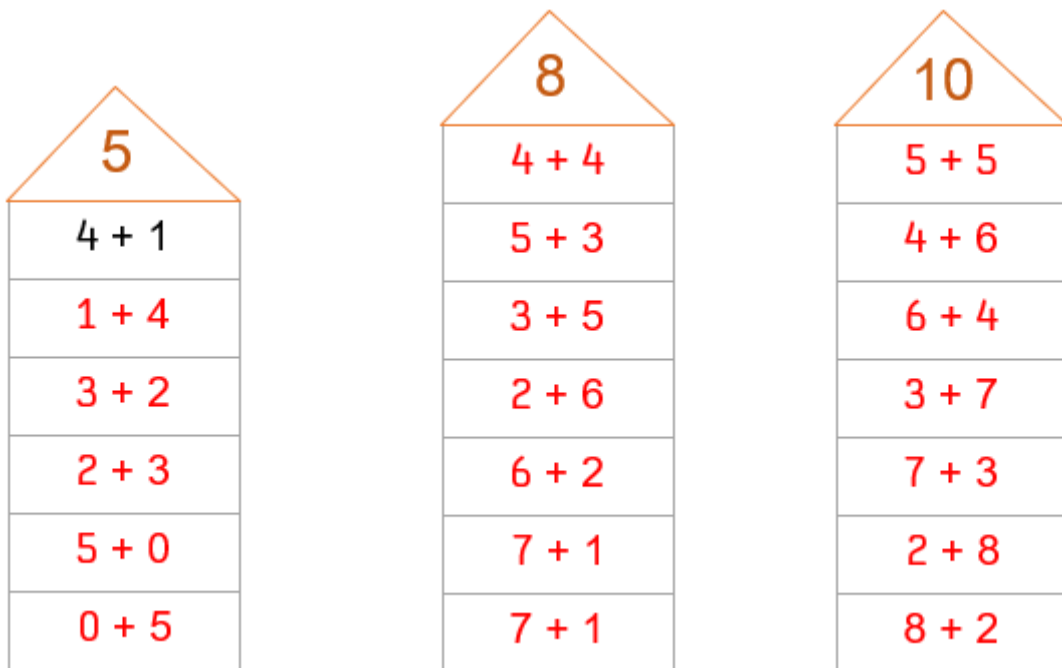 5
4 + 1
1 + 4
3 + 2
2 + 3
5 + 0
0 + 5
8
4 + 4
5 + 3
3 + 5
2 + 6
6 + 2
7 + 1
7 + 1
10
5 + 5
4 + 6
6 + 4
3 + 7
7 + 3
2 + 8
8 + 2